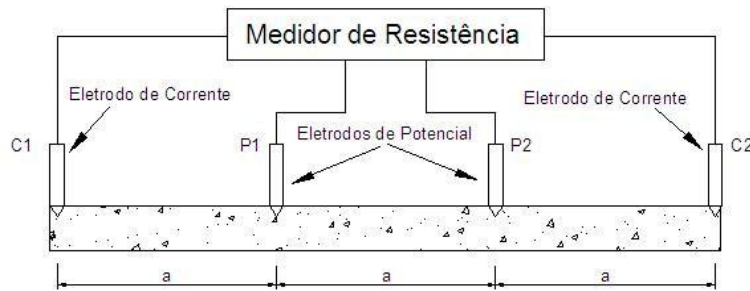 Medidor de Resistência
Eletrodo de Corrente
Eletrodo de Corrente
C1
P1
Eletrodos de Potencial
P2
C2
a
a
a